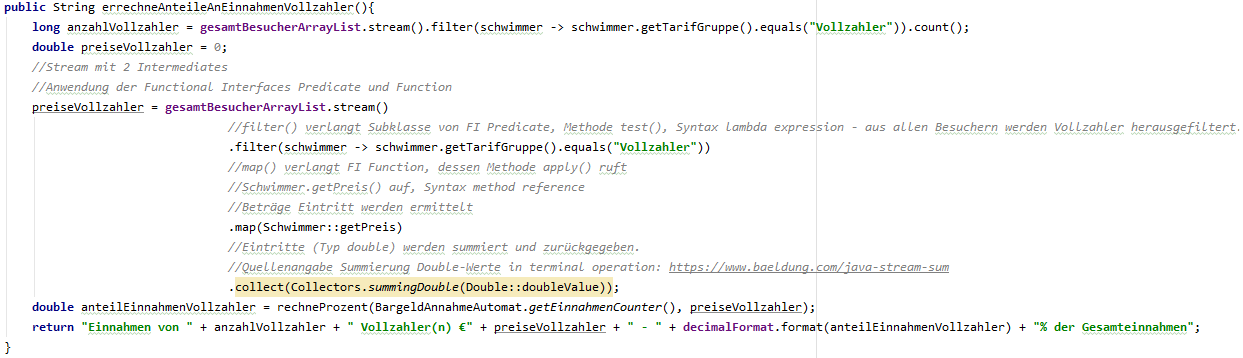 public String errechneAnteileAnEinnahmenVollzahler(){
long anzahlVollzahler = gesamtBesucherArrayList.stream().filter(schwimmer -> schwimmer.getTarifGruppe().equals("Vollzahler")).count();
double preiseVollzahler = 0;
//Stream mit 2 Intermediates
//Anwendung der Functional Interfaces Predicate und Function
preiseVollzahler = gesamtBesucherArrayList.stream()
//filter() verlangt Subklasse von FI Predicate, Methode test(), Syntax lambda expression - aus allen Besuchern werden Vollzahler herausgefiltert.
.filter(schwimmer -> schwimmer.getTarifGruppe().equals("Vollzahler"))
//map() verlangt FI Function, dessen Methode apply() ruft
//Schwimmer.getPreis() auf, Syntax method reference
//Beträge Eintritt werden ermittelt
.map(Schwimmer::getPreis)
//Eintritte (Typ double) werden summiert und zurückgegeben.
//Quellenangabe Summierung Double-Werte in terminal operation: https://www.baeldung.com/java-stream-sum
.collect(Collectors.summingDouble(Double::doubleValue));
double anteilEinnahmenVollzahler = rechneProzent(BargeldAnnahmeAutomat.getEinnahmenCounter(), preiseVollzahler);
return "Einnahmen von " + anzahlVollzahler + " Vollzahler(n) €" + preiseVollzahler + " - " + decimalFormat.format(anteilEinnahmenVollzahler) + "% der Gesamteinnahmen";
}